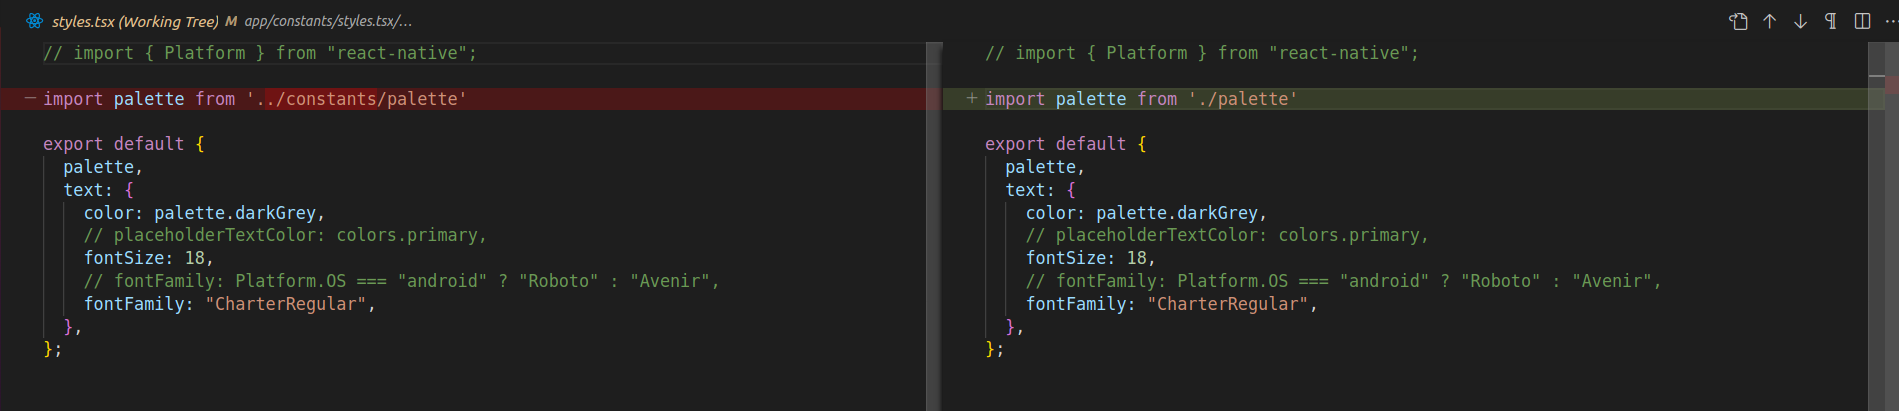 styles.tsx (Working Tree) M app/constants/styles.tsx/...
// import { Platform } from "react-native";
− import palette from '../constants/palette'
export default {
palette,
text: {
color: palette.darkGrey,
// placeholderTextColor: colors.primary,
fontSize: 18,
// fontFamily: Platform.OS === "android" ? "Roboto" : "Avenir",
fontFamily: "CharterRegular",
},
};
// import { Platform } from "react-native";
+ import palette from './palette'
export default {
palette,
text: {
color: palette.darkGrey,
// placeholderTextColor: colors.primary,
fontSize: 18,
// fontFamily: Platform.OS === "android" ? "Roboto" : "Avenir",
fontFamily: "CharterRegular",
},
};